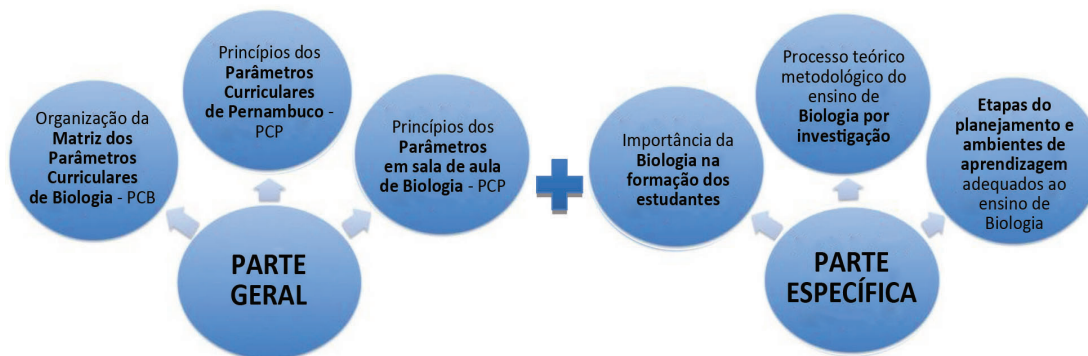 Organização da
Matriz dos
Parâmetros
Curriculares
de Biologia - PCB
Princípios dos
Parâmetros
Curriculares
de Pernambuco -
PCP
Princípios dos
Parâmetros
em sala de aula
de Biologia - PCP
PARTE
GERAL
Importância da
Biologia na
formação dos
estudantes
Processo teórico
metodológico do
ensino de
Biologia por
investigação
Etapas do
planejamento e
ambientes de
aprendizagem
adequados ao
ensino de
Biologia
PARTE
ESPECÍFICA